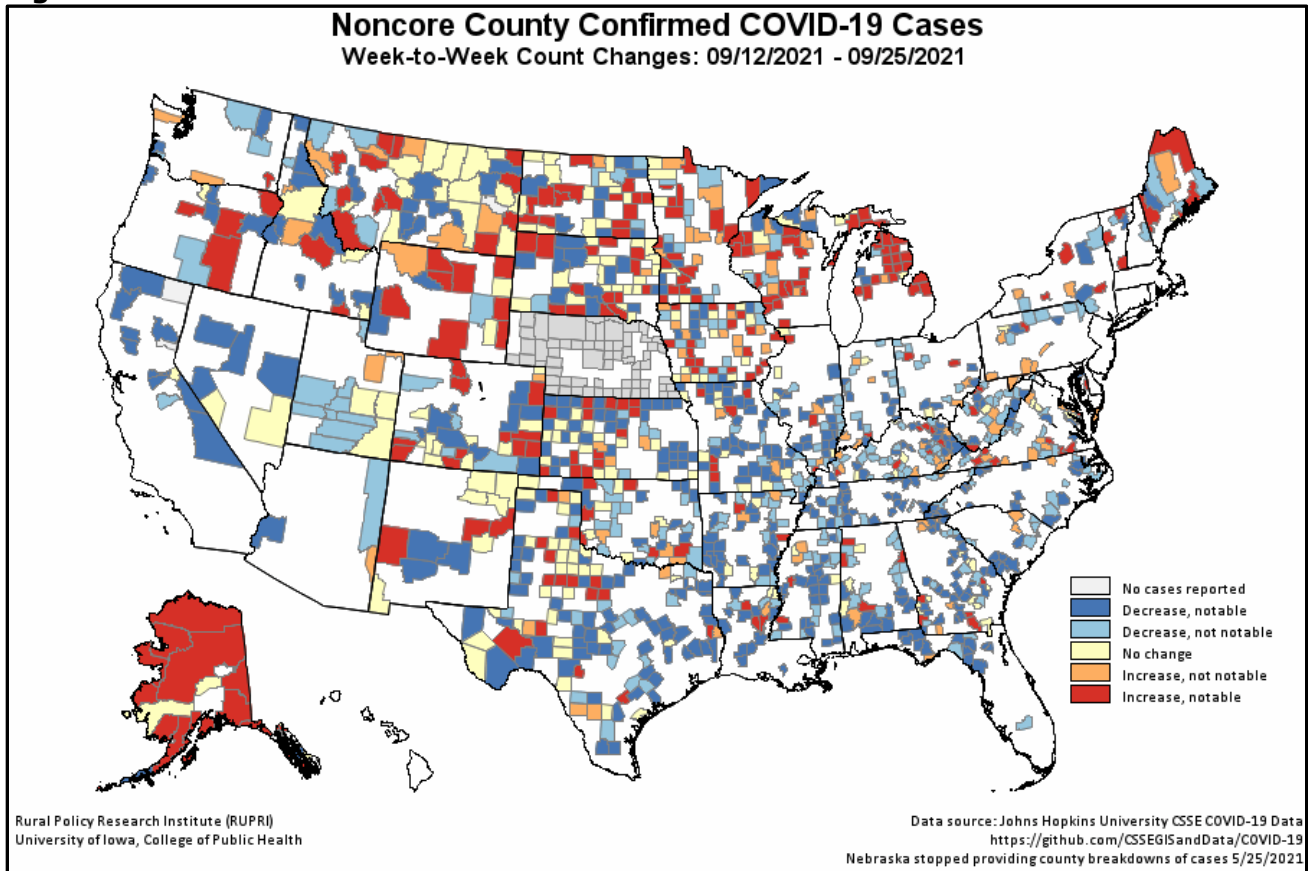 Noncore County Confirmed COVID-19 Cases
Week-to-Week Count Changes: 09/12/2021 - 09/25/2021
No cases reported
Decrease, notable
Decrease, not notable
No change
Increase, not notable
Increase, notable
Rural Policy Research Institute (RUPRI)
University of Iowa, College of Public Health
Data source: Johns Hopkins University CSSE COVID-19 Data
https://github.com/CSSEGISandData/COVID-19
Nebraska stopped providing county breakdowns of cases 5/25/2021